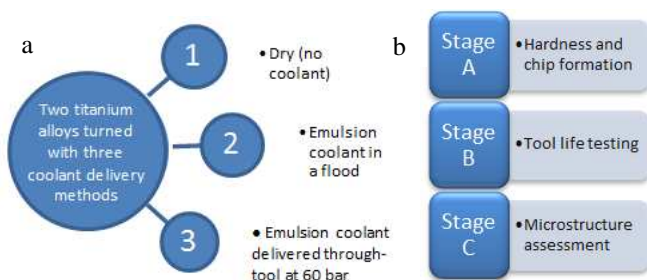 a
Two titanium
alloys turned
with three
coolant delivery
methods
1
•Dry (no
coolant)
2
•Emulsion
coolant in
a flood
3
● Emulsion coolant
delivered through-
tool at 60 bar
b
Stage
A
•Hardness and
chip formation
Stage
B
•Tool life testing
Stage
C
•Microstructure
assessment